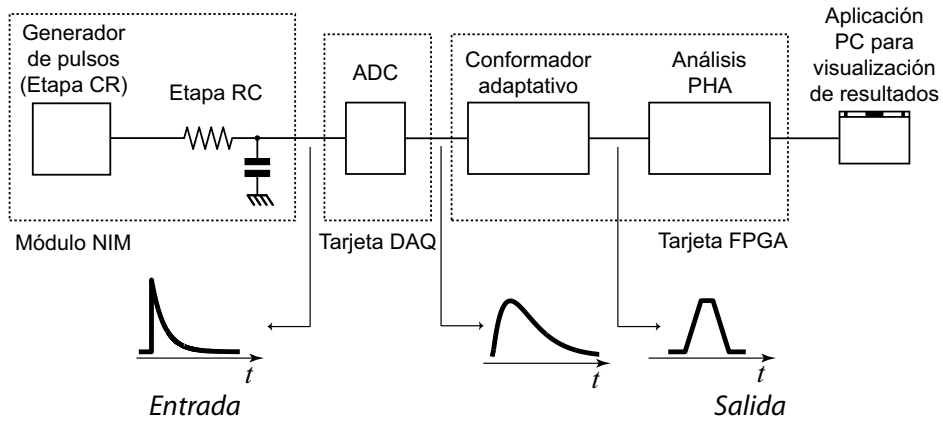 Generador
de pulsos
(Etapa CR)
Etapa RC
ADC
Conformador
adaptativo
Análisis
PHA
Aplicación
PC para
visualización
de resultados
Módulo NIM
Tarjeta DAQ
Tarjeta FPGA
t
t
t
Entrada
Salida